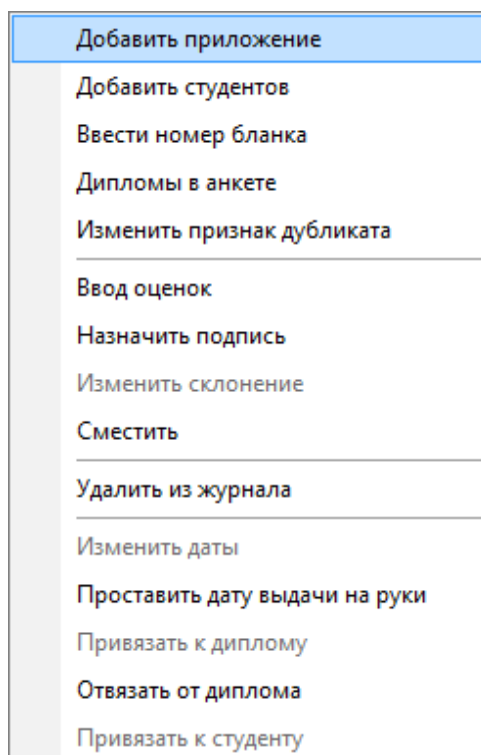 Добавить приложение
Добавить студентов
Ввести номер бланка
Дипломы в анкете
Изменить признак дубликата
Ввод оценок
Назначить подпись
Изменить склонение
Сместить
Удалить из журнала
Изменить даты
Проставить дату выдачи на руки
Привязать к диплому
Отвязать от диплома
Привязать к студенту